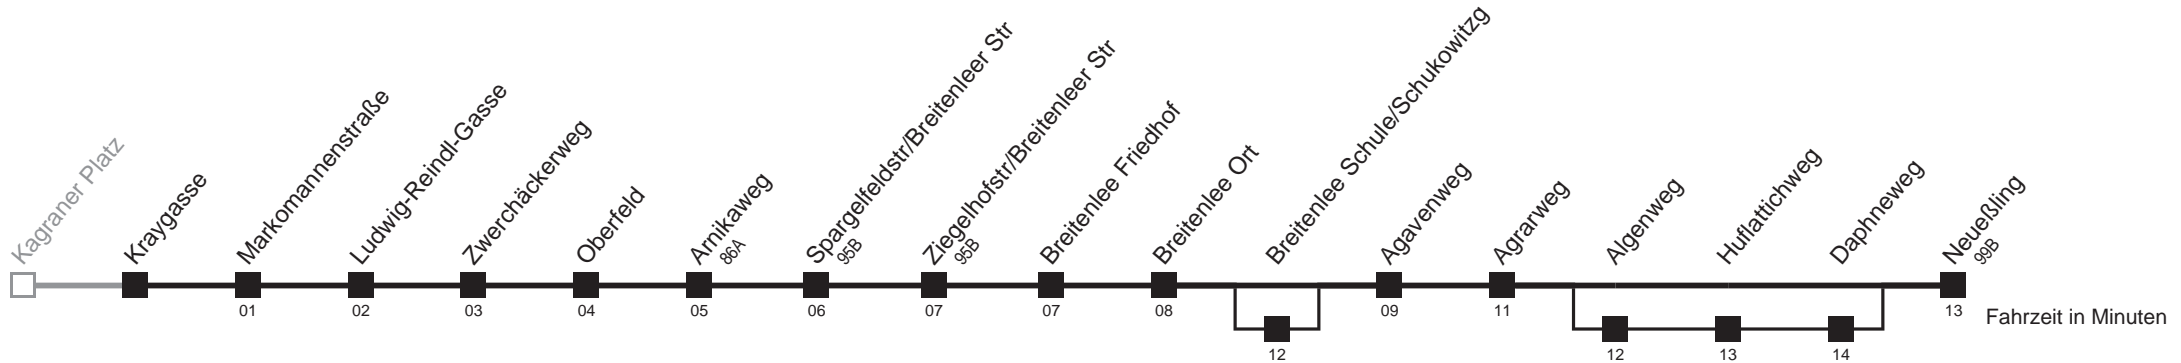 Kagraner Platz
Kraygasse
Markomannenstraße
01
Ludwig-Reindl-Gasse
02
Zwerchäckerweg
03
Oberfeld
04
Arnikaweg
86A
05
Spargelfeldstr/Breitenleer Str
95B
06
Ziegelhofstr/Breitenleer Str
95B
07
Breitenlee Friedhof
07
Breitenlee Ort
08
Breitenlee Schule/Schukowitzg
12
Agavenweg
09
Agrarweg
11
Algenweg
12
Huflattichweg
13
Daphneweg
14
Neueßling
99B
13
Fahrzeit in Minuten